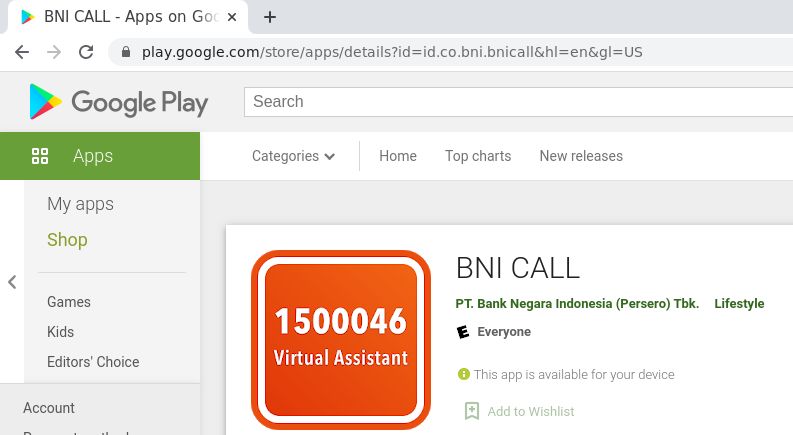 BNI CALL - Apps on Goo
play.google.com/store/apps/details?id=id.co.bni.bnicall&hl=en&gl=US
Google Play
Search
Apps
Categories
Home
Top charts
New releases
My apps
Shop
Games
Kids
Editors' Choice
Account
1500046
Virtual Assistant
BNI CALL
PT. Bank Negara Indonesia (Persero) Tbk.
Lifestyle
E Everyone
This app is available for your device
Add to Wishlist